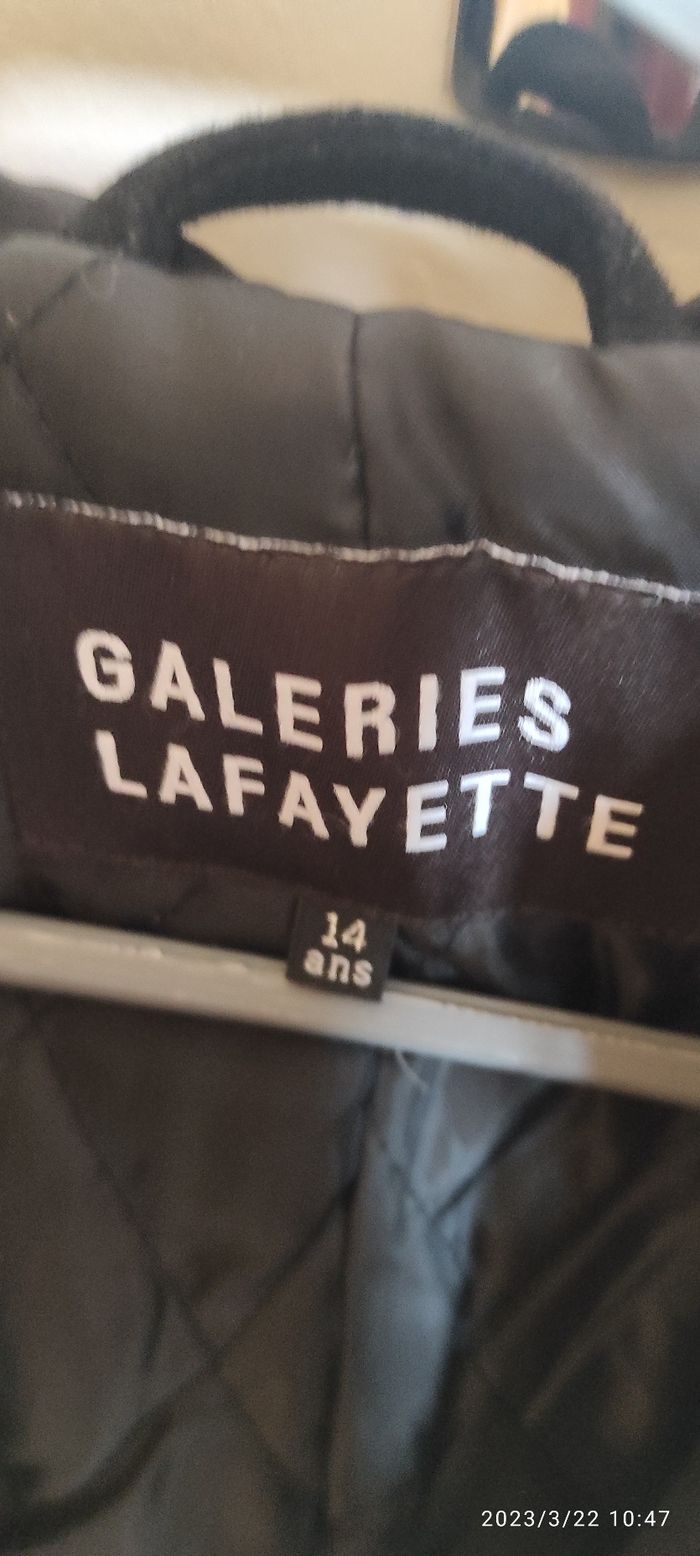 GALERIES
LAFAYETTE
14
ans
2023/3/22 10:47